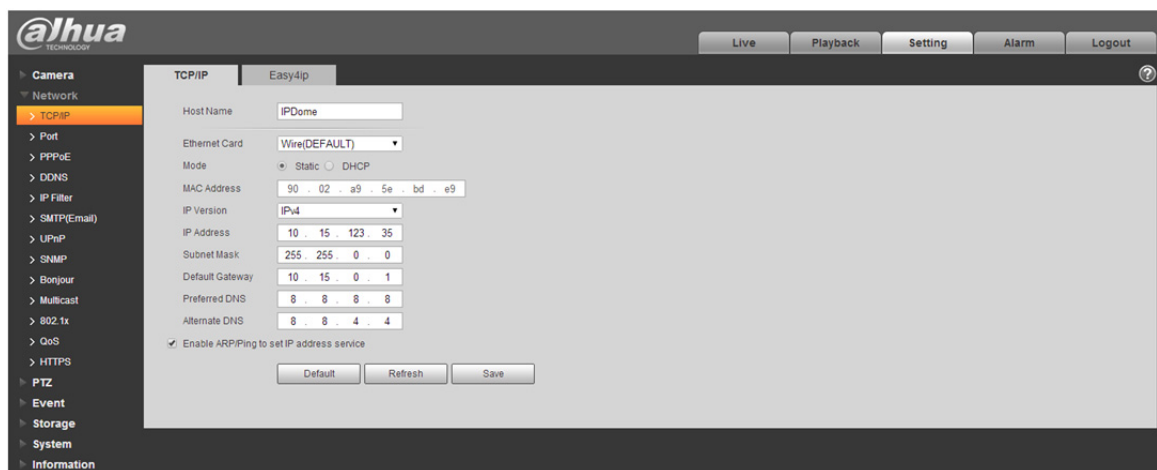 alhua
TECHNOLOGY
Live Playback Setting Alarm Logout
Camera
Network
TCP/IP
Port
PPPoE
DDNS
IP Filter
SMTP(Email)
UPnP
SNMP
Bonjour
Multicast
802.1x
QoS
HTTPS
PTZ
Event
Storage
System
Information
TCP/IP Easy4ip
?
Host Name IPDome
Ethernet Card Wire(DEFAULT)
Mode Static DHCP
MAC Address 90 . 02 . a9 . 5e . bd . e9
IP Version IPv4
IP Address 10 . 15 . 123 . 35
Subnet Mask 255 . 255 . 0 . 0
Default Gateway 10 . 15 . 0 . 1
Preferred DNS 8 . 8 . 8 . 8
Alternate DNS 8 . 8 . 4 . 4
Enable ARP/Ping to set IP address service
Default Refresh Save